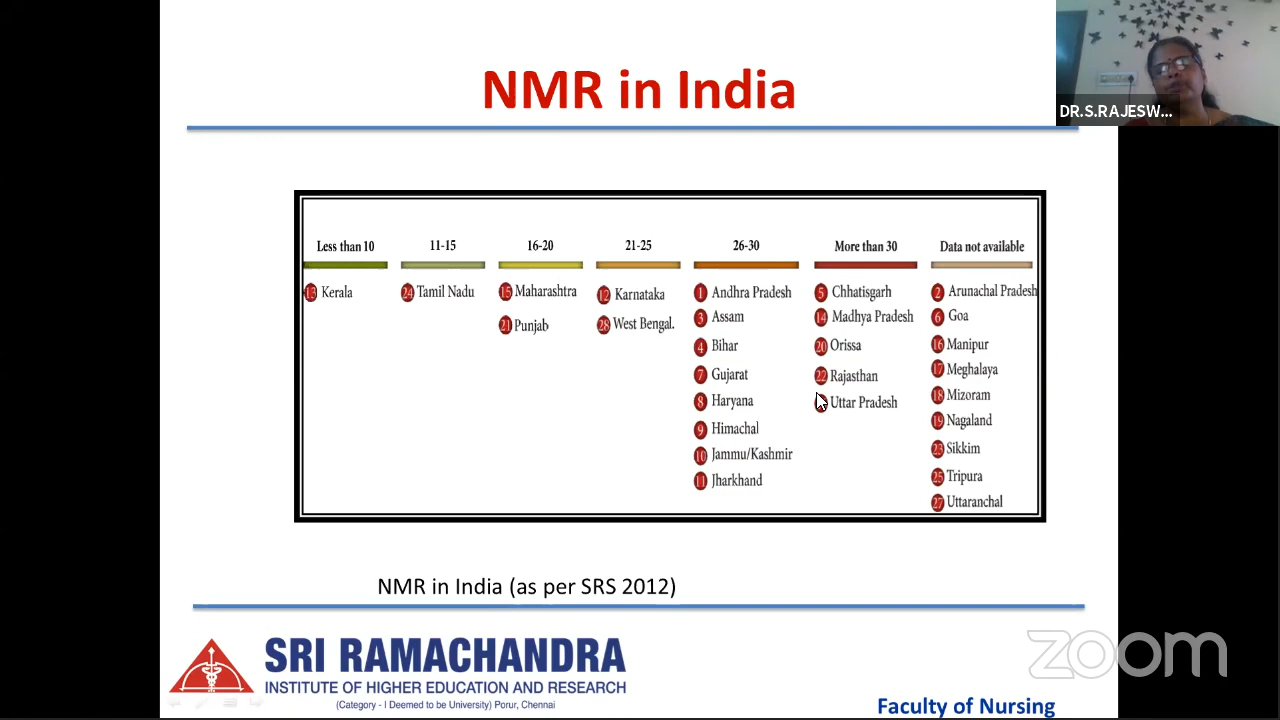 NMR in India
DR.S.RAJESW...
Less than 10
13 Kerala
11-15
24 Tamil Nadu
16-20
15 Maharashtra
21 Punjab
21-25
12 Karnataka
28 West Bengal.
26-30
1 Andhra Pradesh
3 Assam
4 Bihar
7 Gujarat
8 Haryana
9 Himachal
10 Jammu/Kashmir
11 Jharkhand
More than 30
5 Chhatisgarh
14 Madhya Pradesh
20 Orissa
22 Rajasthan
Uttar Pradesh
Data not available
2 Arunachal Pradesh
6 Goa
16 Manipur
17 Meghalaya
18 Mizoram
19 Nagaland
23 Sikkim
25 Tripura
27 Uttaranchal
NMR in India (as per SRS 2012)
SRI RAMACHANDRA
INSTITUTE OF HIGHER EDUCATION AND RESEARCH
(Category - I Deemed to be University) Porur, Chennai
zoom
Faculty of Nursing